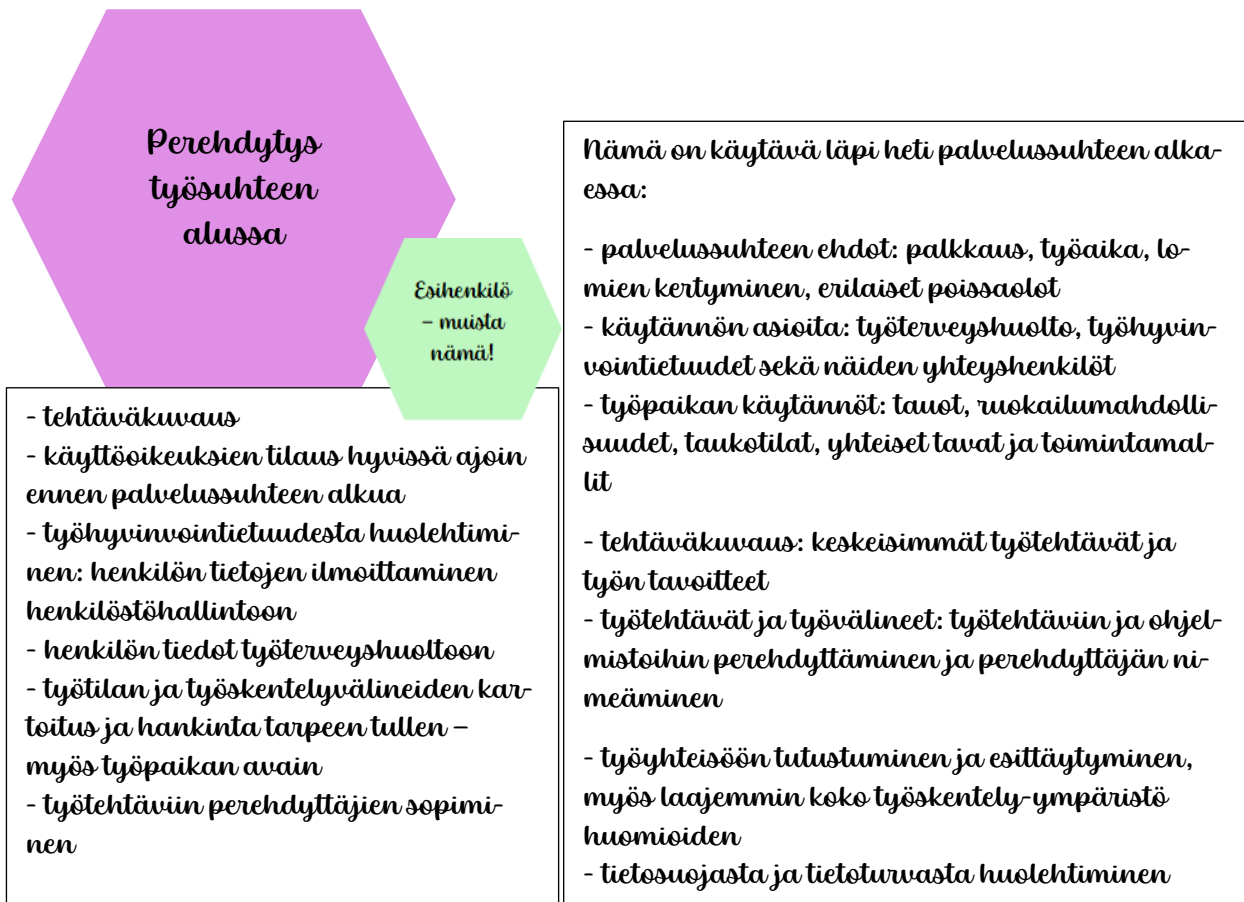 Perehdytys
työsuhteen
alussa
Esihenkilö
– muista
nämä!
- tehtäväkuvaus
- käyttöoikeuksien tilaus hyvissä ajoin
ennen palvelussuhteen alkua
- työhyvinvointietuudesta huolehtimi-
nen: henkilön tietojen ilmoittaminen
henkilöstöhallintoon
- henkilön tiedot työterveyshuoltoon
- työtilan ja työskentelyvälineiden kar-
toitus ja hankinta tarpeen tullen –
myös työpaikan avain
- työtehtäviin perehdyttäjien sopimi-
nen
Nämä on käytävä läpi heti palvelussuhteen alka-
essa:
- palvelussuhteen ehdot: palkkaus, työaika, lo-
mien kertyminen, erilaiset poissaolot
- käytännön asioita: työterveyshuolto, työhyvin-
vointietuudet sekä näiden yhteyshenkilöt
- työpaikan käytännöt: tauot, ruokailumahdolli-
suudet, taukotilat, yhteiset tavat ja toimintamal-
lit
- tehtäväkuvaus: keskeisimmät työtehtävät ja
työn tavoitteet
- työtehtävät ja työvälineet: työtehtäviin ja ohjel-
mistoihin perehdyttäminen ja perehdyttäjän ni-
meäminen
- työyhteisöön tutustuminen ja esittäytyminen,
myös laajemmin koko työskentely-ympäristö
huomioiden
- tietosuojasta ja tietoturvasta huolehtiminen